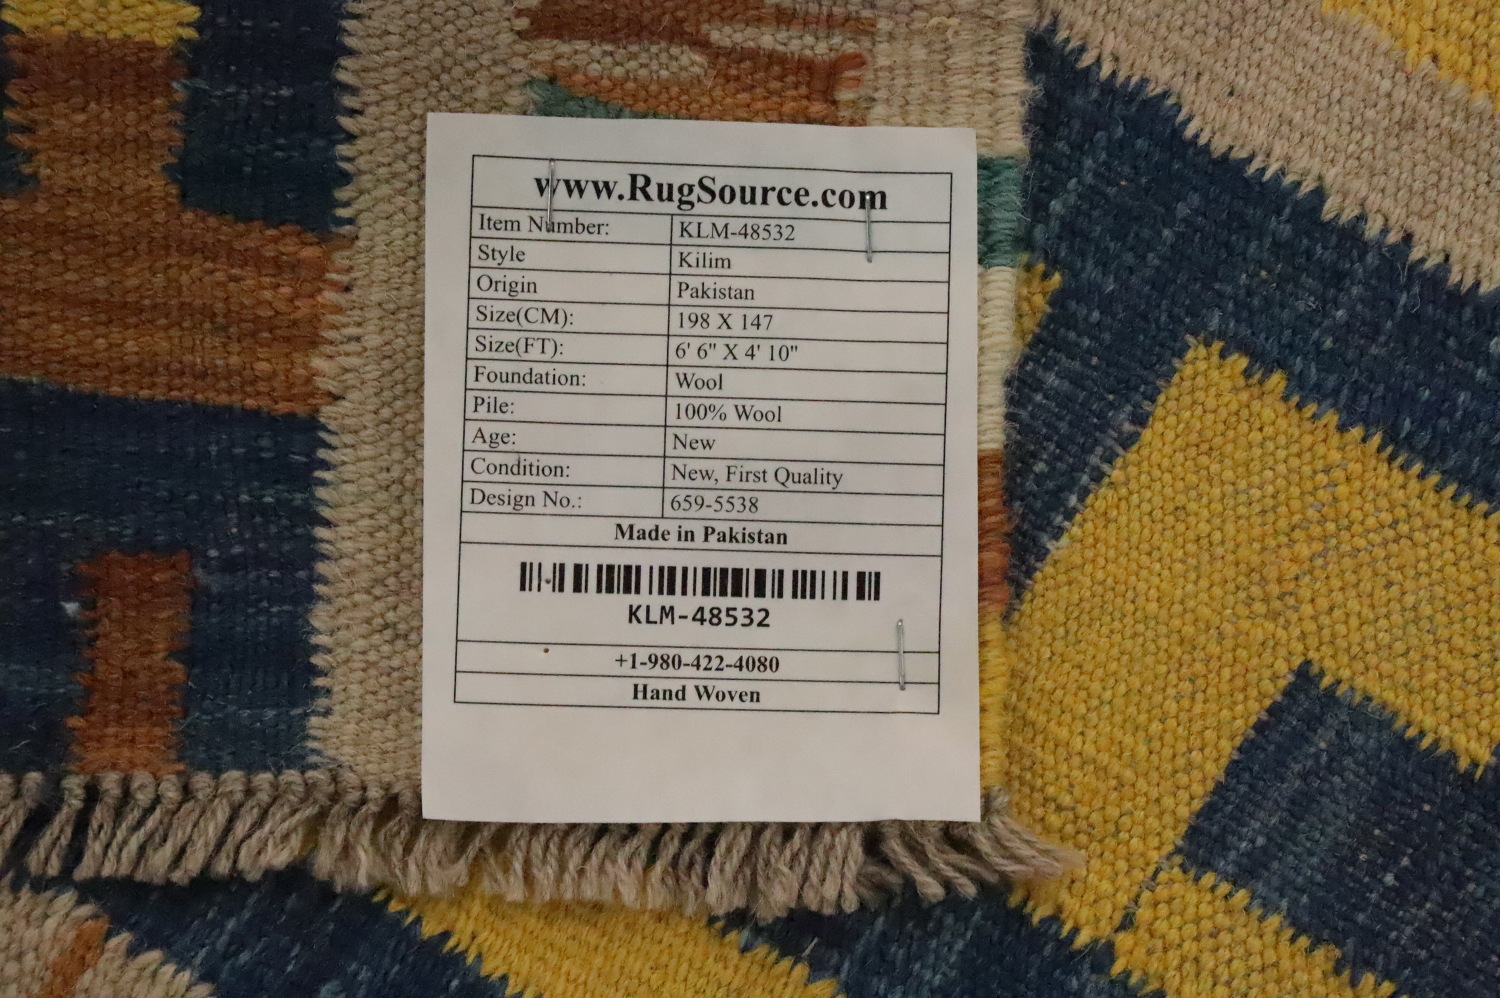 www.RugSource.com
Item Number: KLM-48532
Style Kilim
Origin Pakistan
Size(CM): 198 X 147
Size(FT): 6' 6" X 4' 10"
Foundation: Wool
Pile: 100% Wool
Age: New
Condition: New, First Quality
Design No.: 659-5538
Made in Pakistan
KLM-48532
+1-980-422-4080
Hand Woven